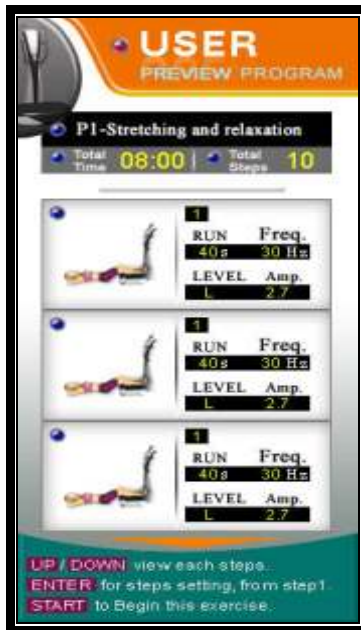 USER
PREVIEW PROGRAM
P1-Stretching and relaxation
Total Time 08:00 Total Steps 10
1
RUN Freq.
40s 30 Hz
LEVEL Amp.
L 2.7
1
RUN Freq.
40s 30 Hz
LEVEL Amp.
L 2.7
1
RUN Freq.
40s 30 Hz
LEVEL Amp.
L 2.7
UP / DOWN view each steps.
ENTER for steps setting, from step1.
START to Begin this exercise.